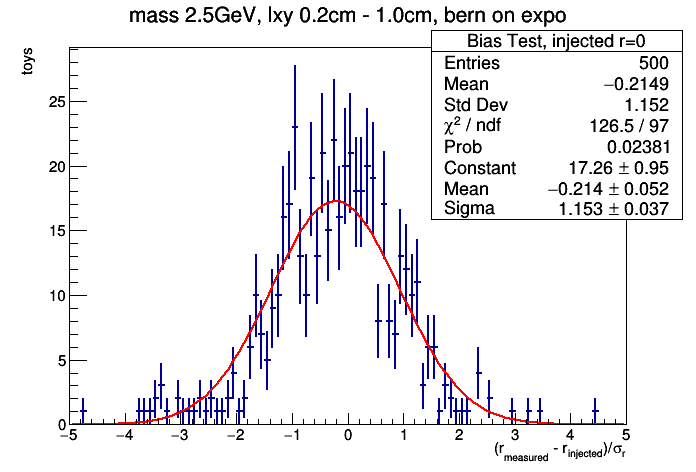 mass 2.5GeV, lxy 0.2cm - 1.0cm, bern on expo
toys
Bias Test, injected r=0
Entries 500
Mean −0.2149
Std Dev 1.152
χ² / ndf 126.5 / 97
Prob 0.02381
Constant 17.26 ± 0.95
Mean −0.214 ± 0.052
Sigma 1.153 ± 0.037
25
20
15
10
5
0
−5 −4 −3 −2 −1 0 1 2 3 4 5
(r_measured - r_injected)/σ_r